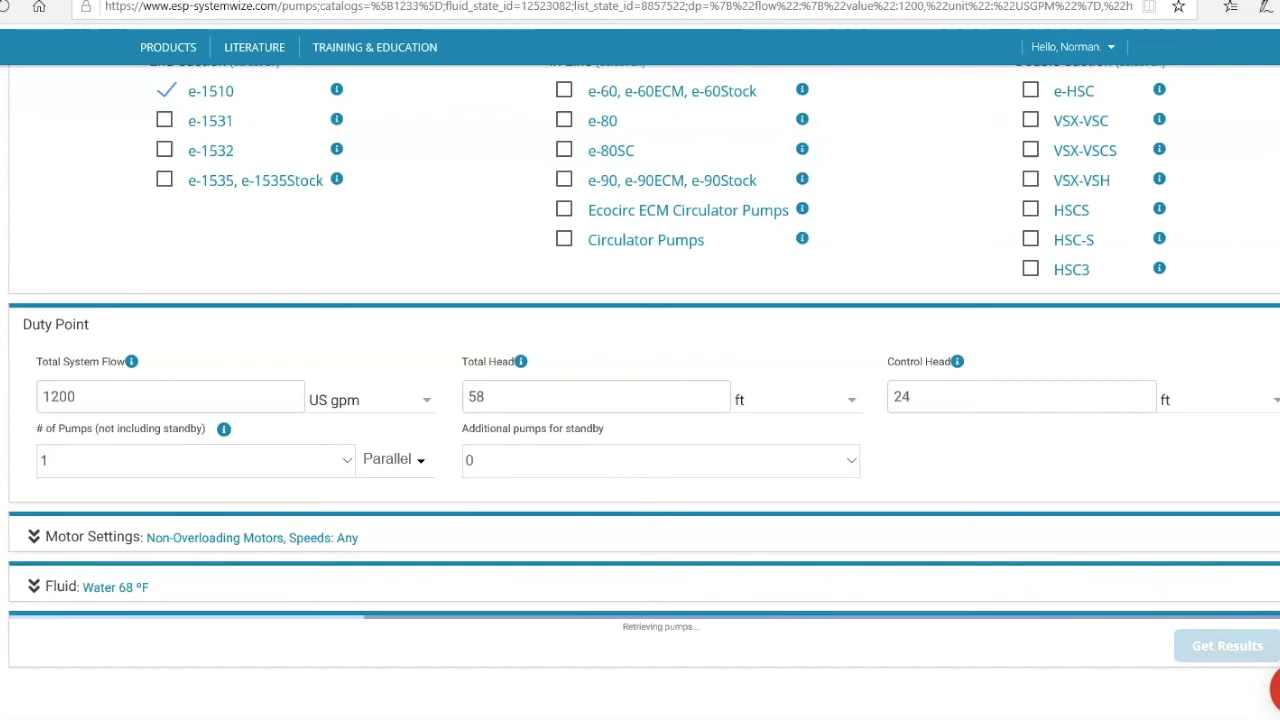 https://www.esp-systemwize.com/pumps;catalogs=%5B1233%5D;fluid_state_id=12523082;list_state_id=8857522;dp=%7B%22flow%22:%7B%22value%22:1200,%22unit%22:%22USGPM%22%7D,%22h
PRODUCTS LITERATURE TRAINING & EDUCATION Hello, Norman.
e-1510 e-60, e-60ECM, e-60Stock e-HSC
e-1531 e-80 VSX-VSC
e-1532 e-80SC VSX-VSCS
e-1535, e-1535Stock e-90, e-90ECM, e-90Stock VSX-VSH
Ecocirc ECM Circulator Pumps HSCS
Circulator Pumps HSC-S
HSC3
Duty Point
Total System Flow Total Head Control Head
1200 US gpm 58 ft 24 ft
# of Pumps (not including standby) Additional pumps for standby
1 Parallel 0
Motor Settings: Non-Overloading Motors, Speeds: Any
Fluid: Water 68 ºF
Retrieving pumps...
Get Results